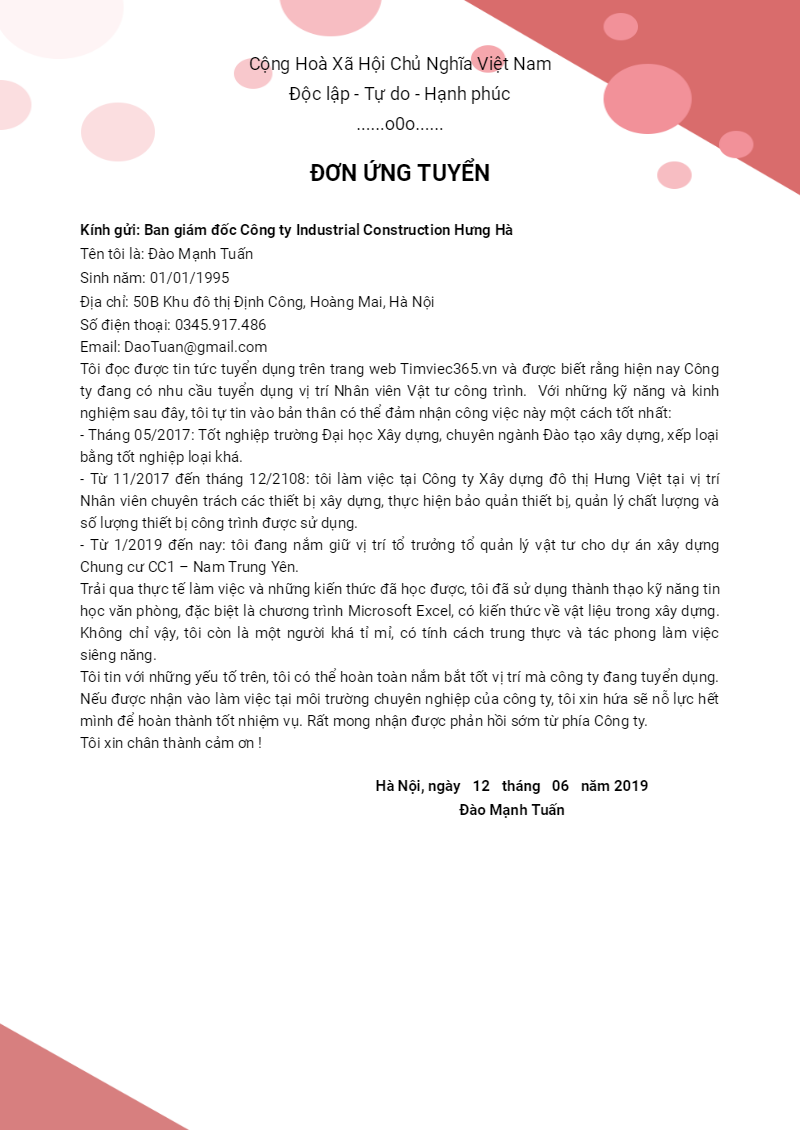 Cộng Hoà Xã Hội Chủ Nghĩa Việt Nam
Độc lập - Tự do - Hạnh phúc
......o0o......
ĐƠN ỨNG TUYỂN
Kính gửi: Ban giám đốc Công ty Industrial Construction Hưng Hà
Tên tôi là: Đào Mạnh Tuấn
Sinh năm: 01/01/1995
Địa chỉ: 50B Khu đô thị Định Công, Hoàng Mai, Hà Nội
Số điện thoại: 0345.917.486
Email: DaoTuan@gmail.com
Tôi đọc được tin tức tuyển dụng trên trang web Timviec365.vn và được biết rằng hiện nay Công
ty đang có nhu cầu tuyển dụng vị trí Nhân viên Vật tư công trình.  Với những kỹ năng và kinh
nghiệm sau đây, tôi tự tin vào bản thân có thể đảm nhận công việc này một cách tốt nhất:
- Tháng 05/2017: Tốt nghiệp trường Đại học Xây dựng, chuyên ngành Đào tạo xây dựng, xếp loại
bằng tốt nghiệp loại khá.
- Từ 11/2017 đến tháng 12/2108: tôi làm việc tại Công ty Xây dựng đô thị Hưng Việt tại vị trí
Nhân viên chuyên trách các thiết bị xây dựng, thực hiện bảo quản thiết bị, quản lý chất lượng và
số lượng thiết bị công trình được sử dụng.
- Từ 1/2019 đến nay: tôi đang nắm giữ vị trí tổ trưởng tổ quản lý vật tư cho dự án xây dựng
Chung cư CC1 – Nam Trung Yên.
Trải qua thực tế làm việc và những kiến thức đã học được, tôi đã sử dụng thành thạo kỹ năng tin
học văn phòng, đặc biệt là chương trình Microsoft Excel, có kiến thức về vật liệu trong xây dựng.
Không chỉ vậy, tôi còn là một người khá tỉ mỉ, có tính cách trung thực và tác phong làm việc
siêng năng.
Tôi tin với những yếu tố trên, tôi có thể hoàn toàn nắm bắt tốt vị trí mà công ty đang tuyển dụng.
Nếu được nhận vào làm việc tại môi trường chuyên nghiệp của công ty, tôi xin hứa sẽ nỗ lực hết
mình để hoàn thành tốt nhiệm vụ. Rất mong nhận được phản hồi sớm từ phía Công ty.
Tôi xin chân thành cảm ơn !
Hà Nội, ngày   12   tháng   06   năm 2019
Đào Mạnh Tuấn